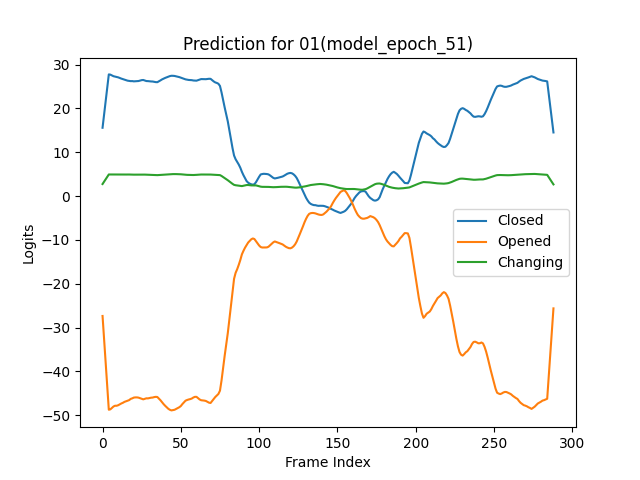 Prediction for 01(model_epoch_51)
30
20
10
0
−10
−20
−30
−40
−50
Logits
Closed
Opened
Changing
0
50
100
150
200
250
300
Frame Index